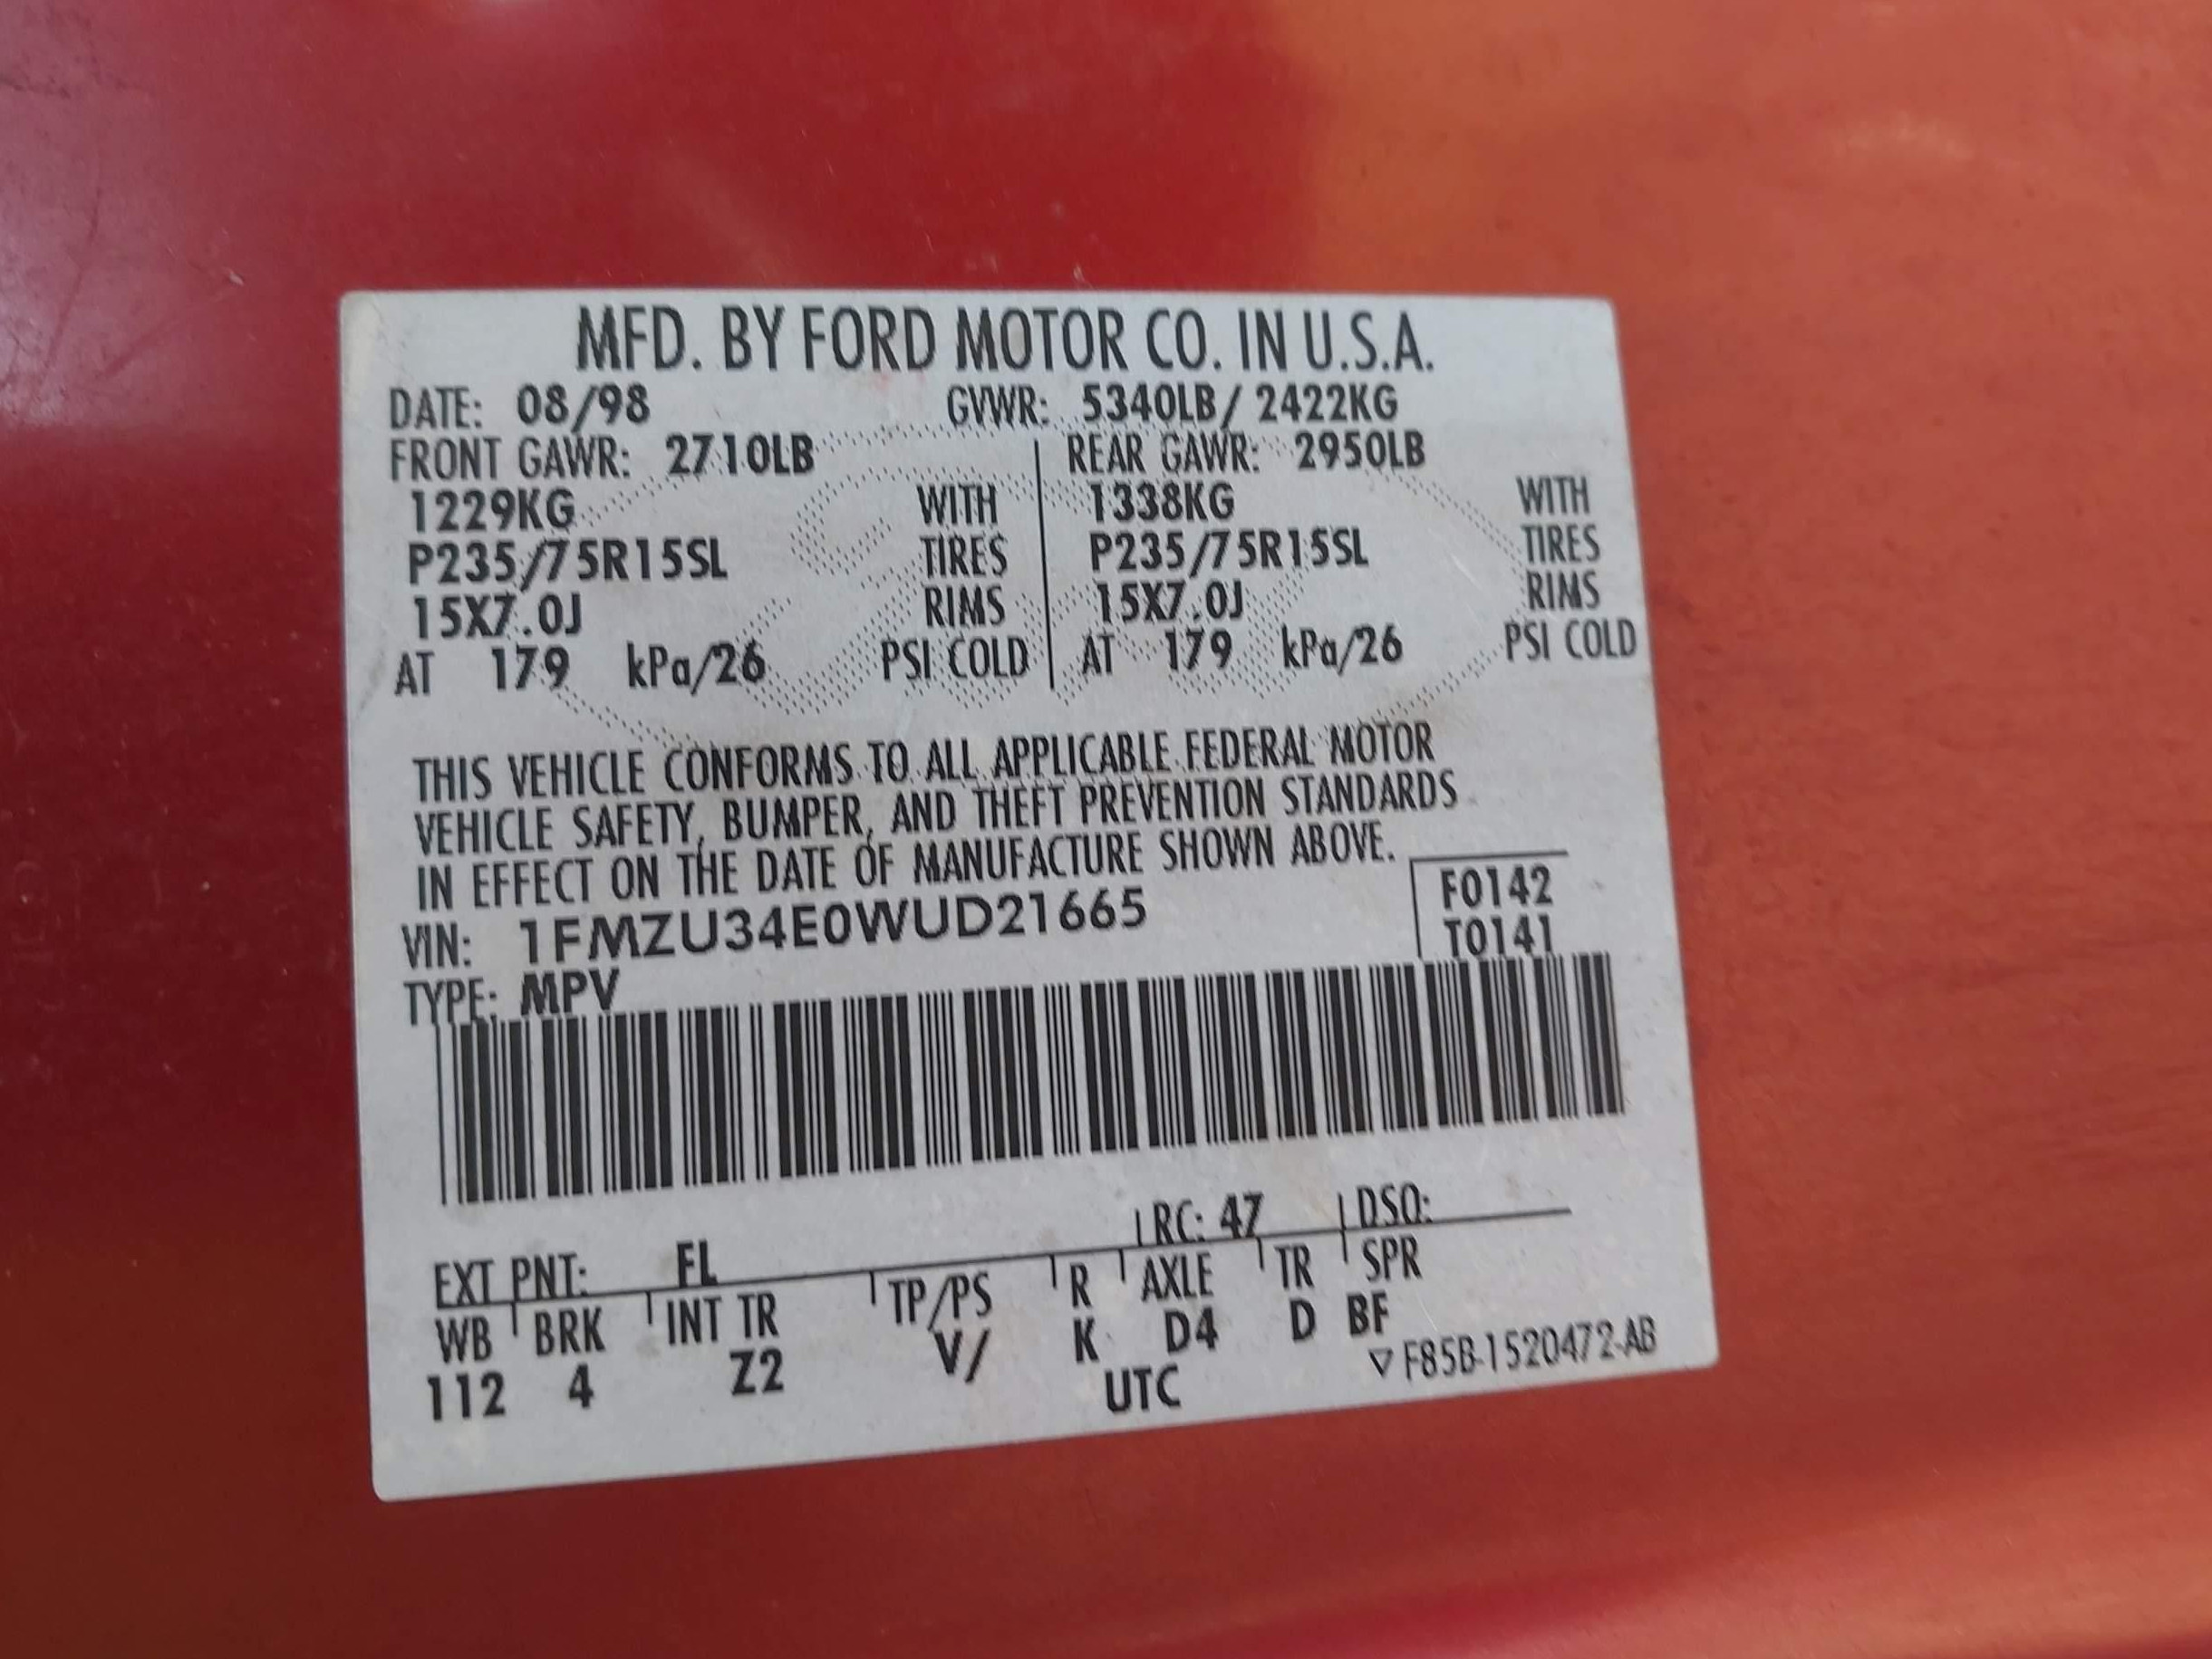 MFD. BY FORD MOTOR CO. IN U.S.A.
DATE: 08/98 GVWR: 5340LB/ 2422KG
FRONT GAWR: 2710LB REAR GAWR: 2950LB
1229KG WITH 1338KG WITH
P235/75R15SL TIRES P235/75R15SL TIRES
15X7.0J RIMS 15X7.0J RIMS
AT 179 kPa/26 PSI COLD AT 179 kPa/26 PSI COLD
THIS VEHICLE CONFORMS TO ALL APPLICABLE FEDERAL MOTOR
VEHICLE SAFETY, BUMPER, AND THEFT PREVENTION STANDARDS
IN EFFECT ON THE DATE OF MANUFACTURE SHOWN ABOVE.
F0142
VIN: 1FMZU34E0WUD21665
T0141
TYPE: MPV
RC: 47 DSO:
EXT PNT: FL
WB BRK INT TR TP/PS R AXLE TR SPR
112 4 Z2 V/ K D4 D BF
UTC
▽ F85B-1520472-AB